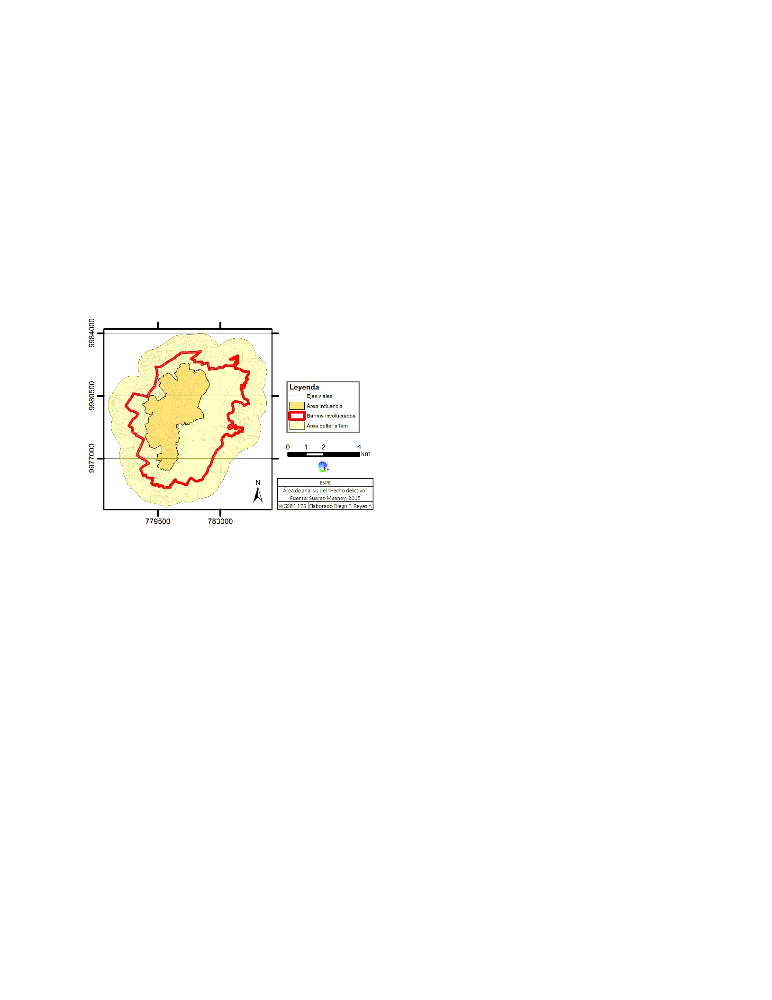 9984000
9980500
9977000
779500
783000
N
Leyenda
Ejes viales
Área Influencia
Barrios involucrados
Área buffer a1km
0 1 2 4
km
ESPE
Área de analisis del "Hecho delictivo"
Fuente: Suarez-Meaney, 2015
WGS84 17S Elaborado Diego F. Reyes Y.